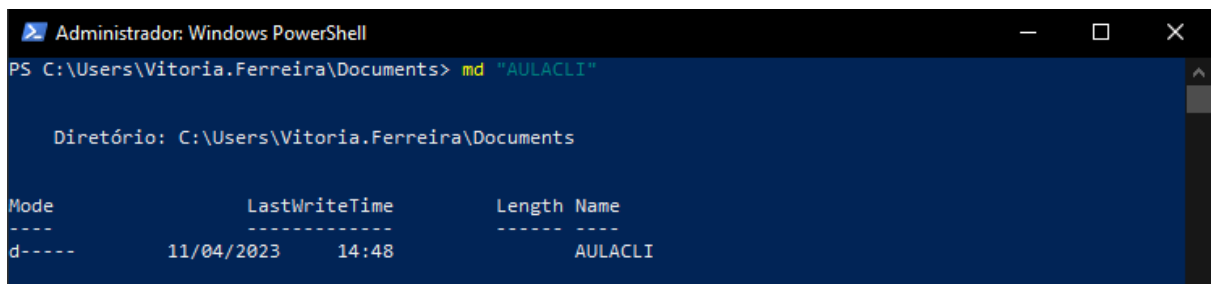 Administrador: Windows PowerShell
PS C:\Users\Vitoria.Ferreira\Documents> md "AULACLI"
Diretório: C:\Users\Vitoria.Ferreira\Documents
Mode                 LastWriteTime         Length Name
----                 -------------         ------ ----
d-----        11/04/2023     14:48                AULACLI